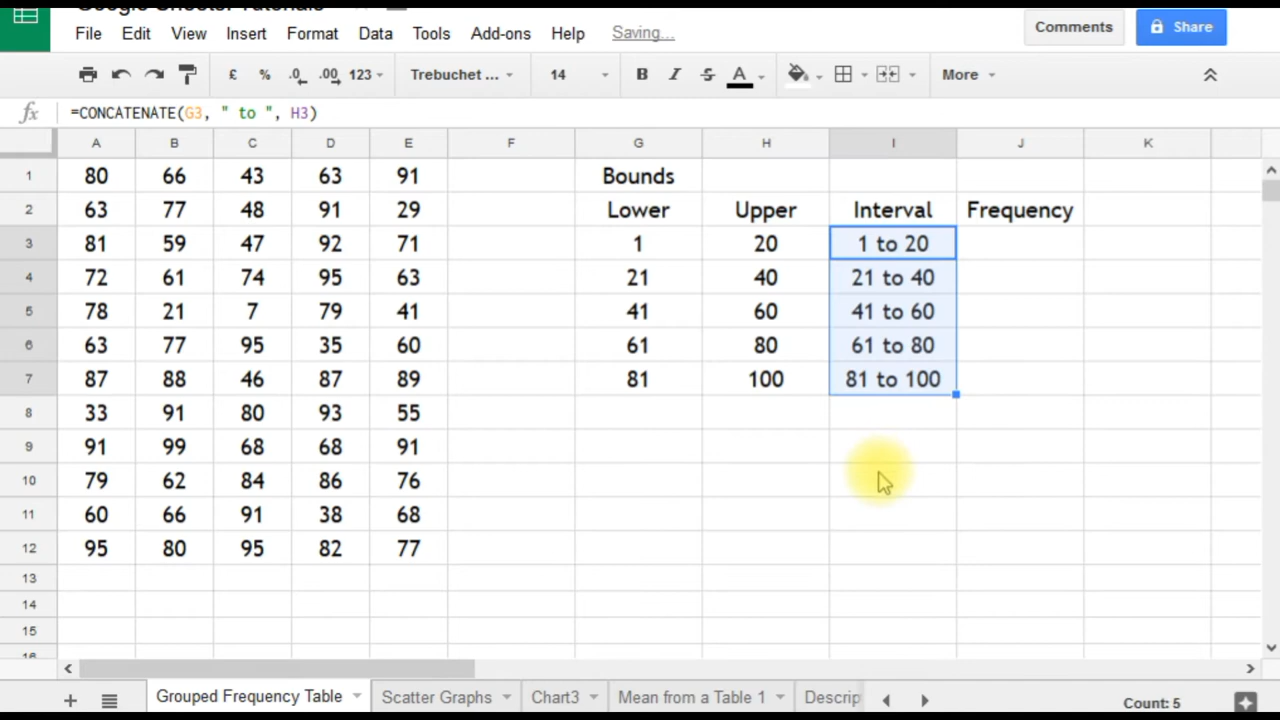 Google Sheets: Tutorials
File Edit View Insert Format Data Tools Add-ons Help Saving... Comments Share
£ % .0 .00 123 Trebuchet ... 14 B I S A More
fx =CONCATENATE(G3, " to ", H3)
A B C D E F G H I J K
1 80 66 43 63 91 Bounds
2 63 77 48 91 29 Lower Upper Interval Frequency
3 81 59 47 92 71 1 20 1 to 20
4 72 61 74 95 63 21 40 21 to 40
5 78 21 7 79 41 41 60 41 to 60
6 63 77 95 35 60 61 80 61 to 80
7 87 88 46 87 89 81 100 81 to 100
8 33 91 80 93 55
9 91 99 68 68 91
10 79 62 84 86 76
11 60 66 91 38 68
12 95 80 95 82 77
13
14
15
16
+ Grouped Frequency Table Scatter Graphs Chart3 Mean from a Table 1 Descrip Count: 5